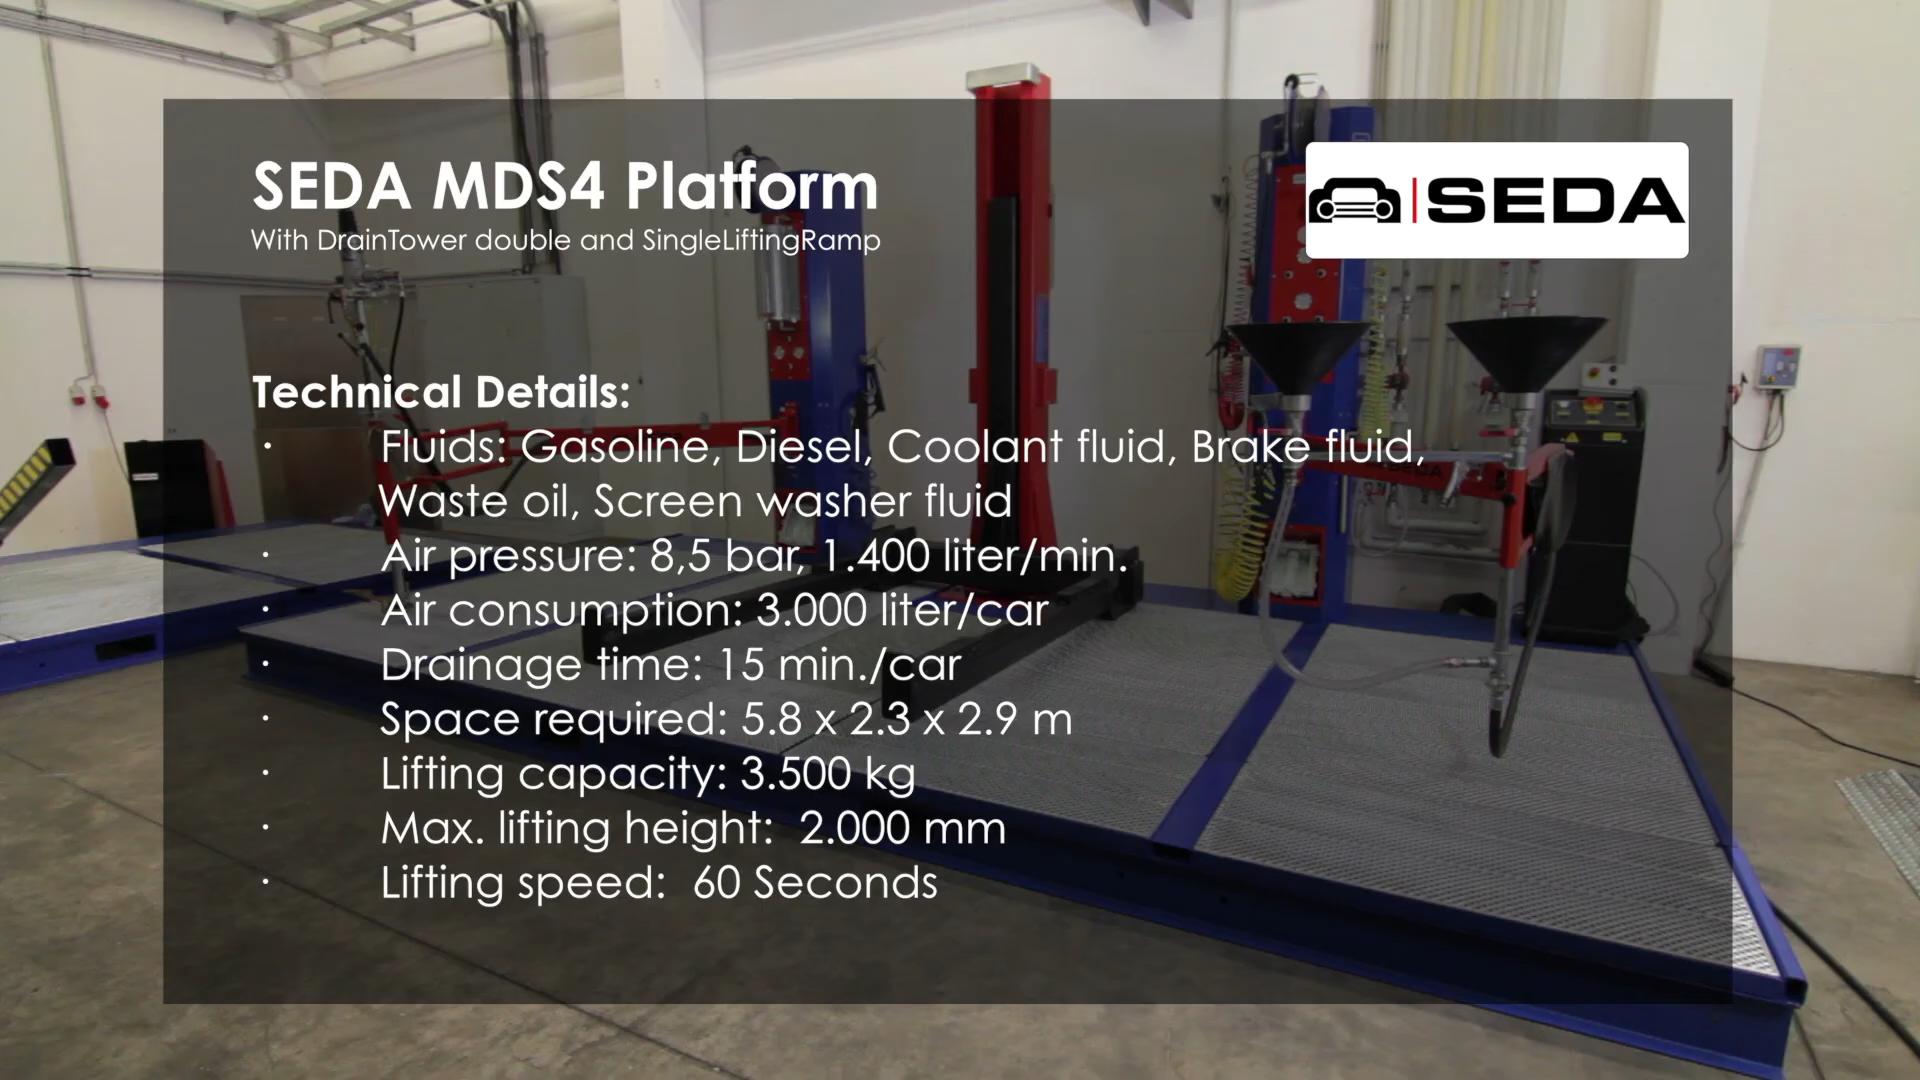 SEDA MDS4 Platform
With DrainTower double and SingleLiftingRamp
SEDA
Technical Details:
· Fluids: Gasoline, Diesel, Coolant fluid, Brake fluid,
Waste oil, Screen washer fluid
· Air pressure: 8,5 bar, 1.400 liter/min.
· Air consumption: 3.000 liter/car
· Drainage time: 15 min./car
· Space required: 5.8 x 2.3 x 2.9 m
· Lifting capacity: 3.500 kg
· Max. lifting height: 2.000 mm
· Lifting speed: 60 Seconds